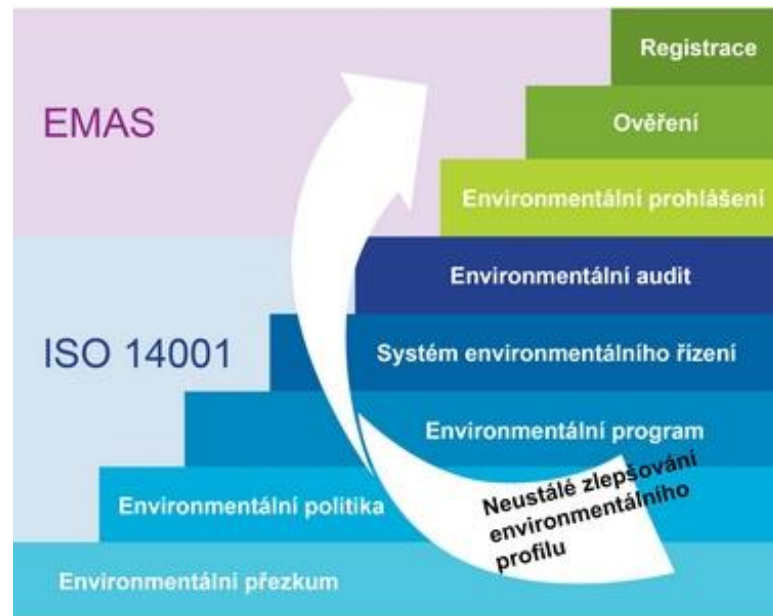 Registrace
EMAS
Ověření
Environmentální prohlášení
Environmentální audit
ISO 14001
Systém environmentálního řízení
Environmentální program
Neustálé zlepšování
environmentálního
profilu
Environmentální politika
Environmentální přezkum